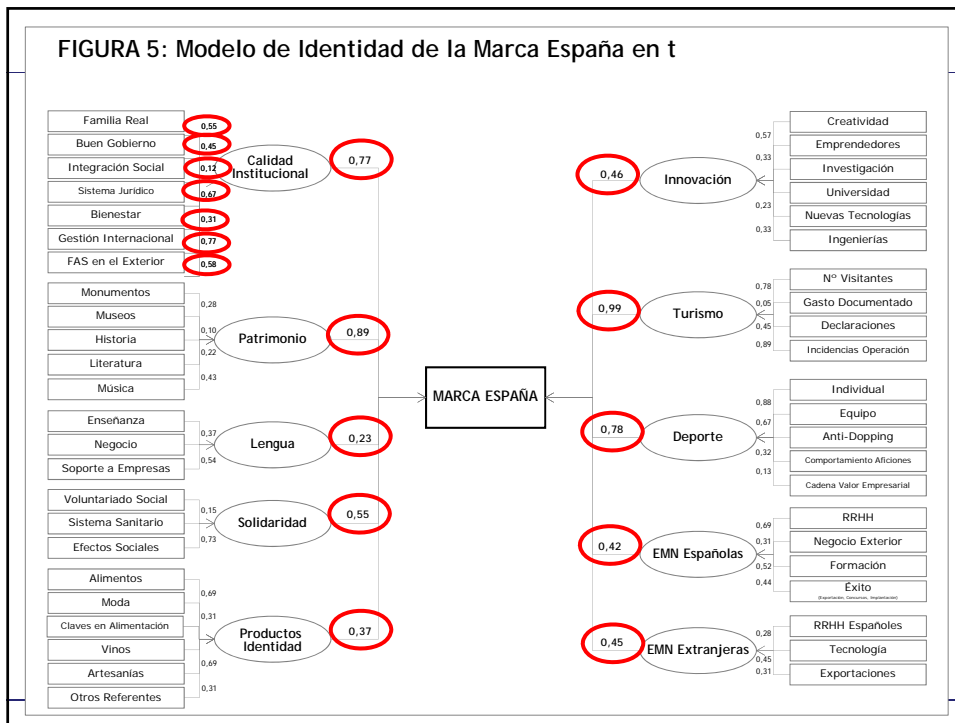 FIGURA 5: Modelo de Identidad de la Marca España en t
Familia Real
0,55
Buen Gobierno
0,45
Integración Social
0,12
Sistema Jurídico
0,67
Bienestar
0,31
Gestión Internacional
0,77
FAS en el Exterior
0,58
Calidad
Institucional
0,77
Monumentos
0,28
Museos
0,10
Historia
0,22
Literatura
0,43
Música
Patrimonio
0,89
Enseñanza
0,37
Negocio
0,54
Soporte a Empresas
Lengua
0,23
Voluntariado Social
0,15
Sistema Sanitario
0,73
Efectos Sociales
Solidaridad
0,55
Alimentos
0,69
Moda
0,31
Claves en Alimentación
Vinos
0,69
Artesanías
0,31
Otros Referentes
Productos
Identidad
0,37
MARCA ESPAÑA
0,46
Innovación
Creatividad
0,57
Emprendedores
0,33
Investigación
Universidad
0,23
Nuevas Tecnologías
0,33
Ingenierías
0,99
Turismo
Nº Visitantes
0,78
Gasto Documentado
0,05
Declaraciones
0,45
Incidencias Operación
0,89
0,78
Deporte
Individual
0,88
Equipo
0,67
Anti-Dopping
0,32
Comportamiento Aficiones
0,13
Cadena Valor Empresarial
0,42
EMN Españolas
RRHH
0,69
Negocio Exterior
0,31
Formación
0,52
Éxito
0,44
(Exportación, Concursos, Implantación)
0,45
EMN Extranjeras
RRHH Españoles
0,28
Tecnología
0,45
Exportaciones
0,31